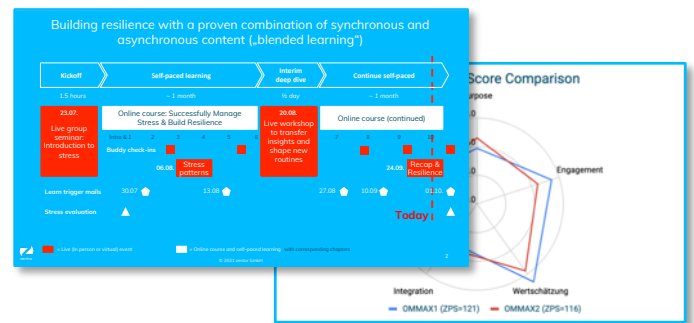 Building resilience with a proven combination of synchronous and
asynchronous content („blended learning“)
Kickoff
Self-paced learning
Interim
deep dive
Continue self-paced
1.5 hours
~ 1 month
½ day
~ 1 month
23.07.
Live group
seminar:
Introduction to
stress
Online course: Successfully Manage
Stress & Build Resilience
20.08.
Live workshop
to transfer
insights and
shape new
routines
Online course (continued)
Intro & 1 2 3 4 5 6 7 8 9 10
Buddy check-ins
06.08.
Stress
patterns
24.09.
Recap &
Resilience
Learn trigger mails
30.07
13.08
27.08
10.09
01.10.
Stress evaluation
Today
= Live (in person or virtual) event
= Online course and self-paced learning with corresponding chapters
© 2021 zenviv GmbH
2
Score Comparison
urpose
Engagement
Wertschätzung
Integration
OMMAX1 (ZPS=121)
OMMAX2 (ZPS=116)